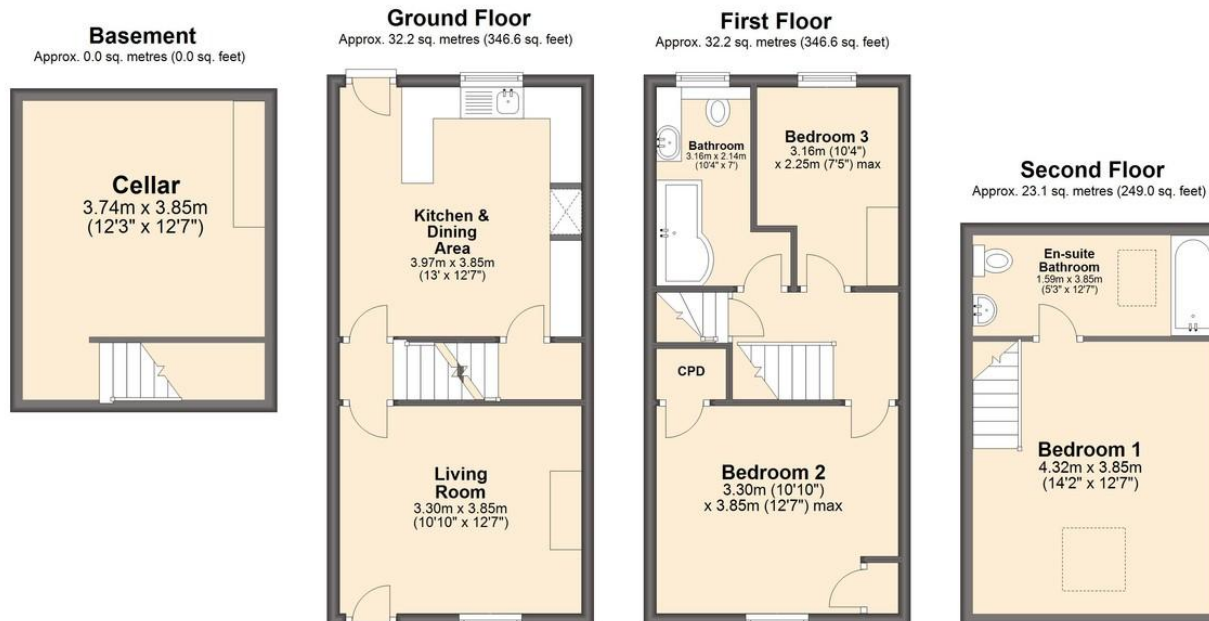 Basement
Approx. 0.0 sq. metres (0.0 sq. feet)
Cellar
3.74m x 3.85m
(12'3" x 12'7")
Ground Floor
Approx. 32.2 sq. metres (346.6 sq. feet)
Kitchen &
Dining
Area
3.97m x 3.85m
(13' x 12'7")
Living
Room
3.30m x 3.85m
(10'10" x 12'7")
First Floor
Approx. 32.2 sq. metres (346.6 sq. feet)
Bathroom
3.16m x 2.14m
(10'4" x 7')
Bedroom 3
3.16m (10'4")
x 2.25m (7'5") max
CPD
Bedroom 2
3.30m (10'10")
x 3.85m (12'7") max
Second Floor
Approx. 23.1 sq. metres (249.0 sq. feet)
En-suite
Bathroom
1.59m x 3.85m
(5'3" x 12'7")
Bedroom 1
4.32m x 3.85m
(14'2" x 12'7")